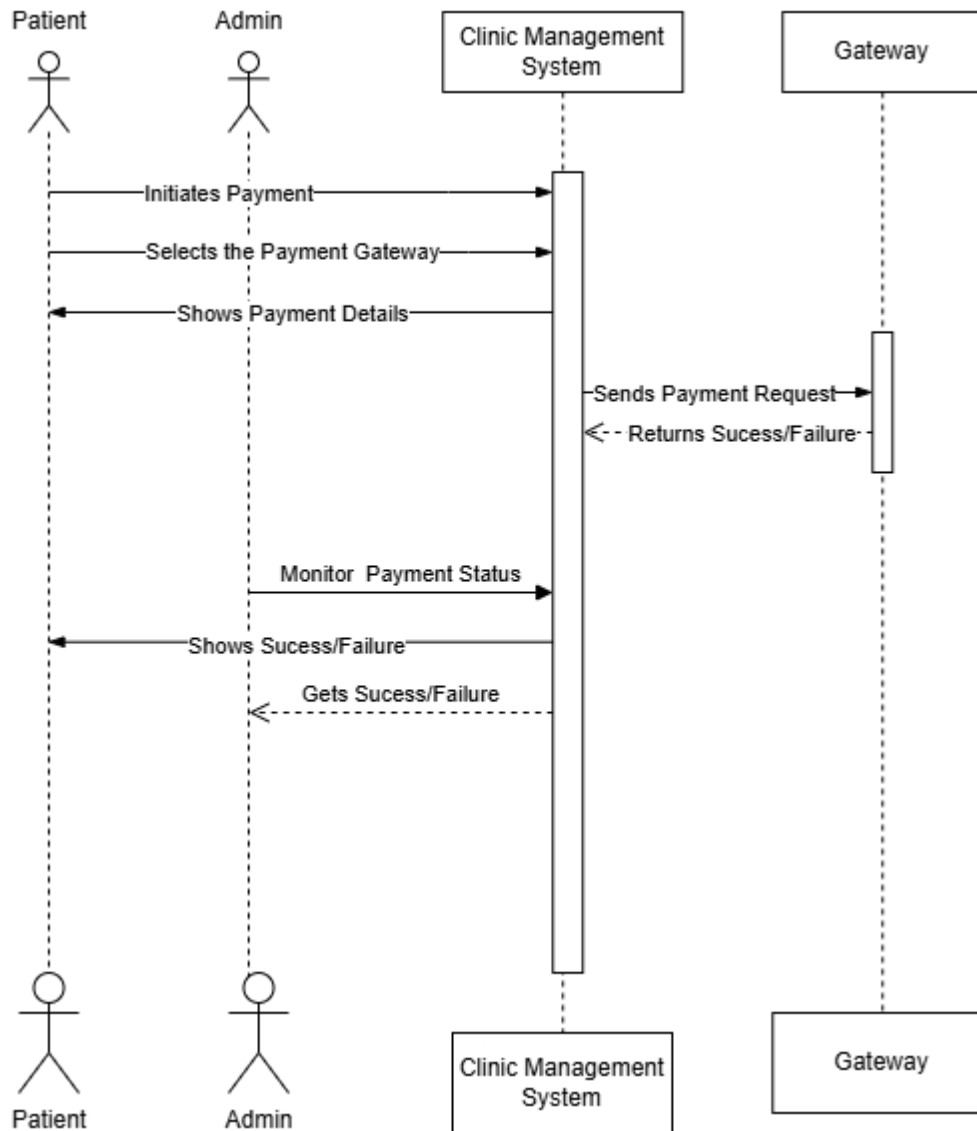 Patient
Admin
Clinic Management
System
Gateway
Initiates Payment
Selects the Payment Gateway
Shows Payment Details
Sends Payment Request
Returns Sucess/Failure
Monitor  Payment Status
Shows Sucess/Failure
Gets Sucess/Failure
Clinic Management
System
Gateway
Patient
Admin